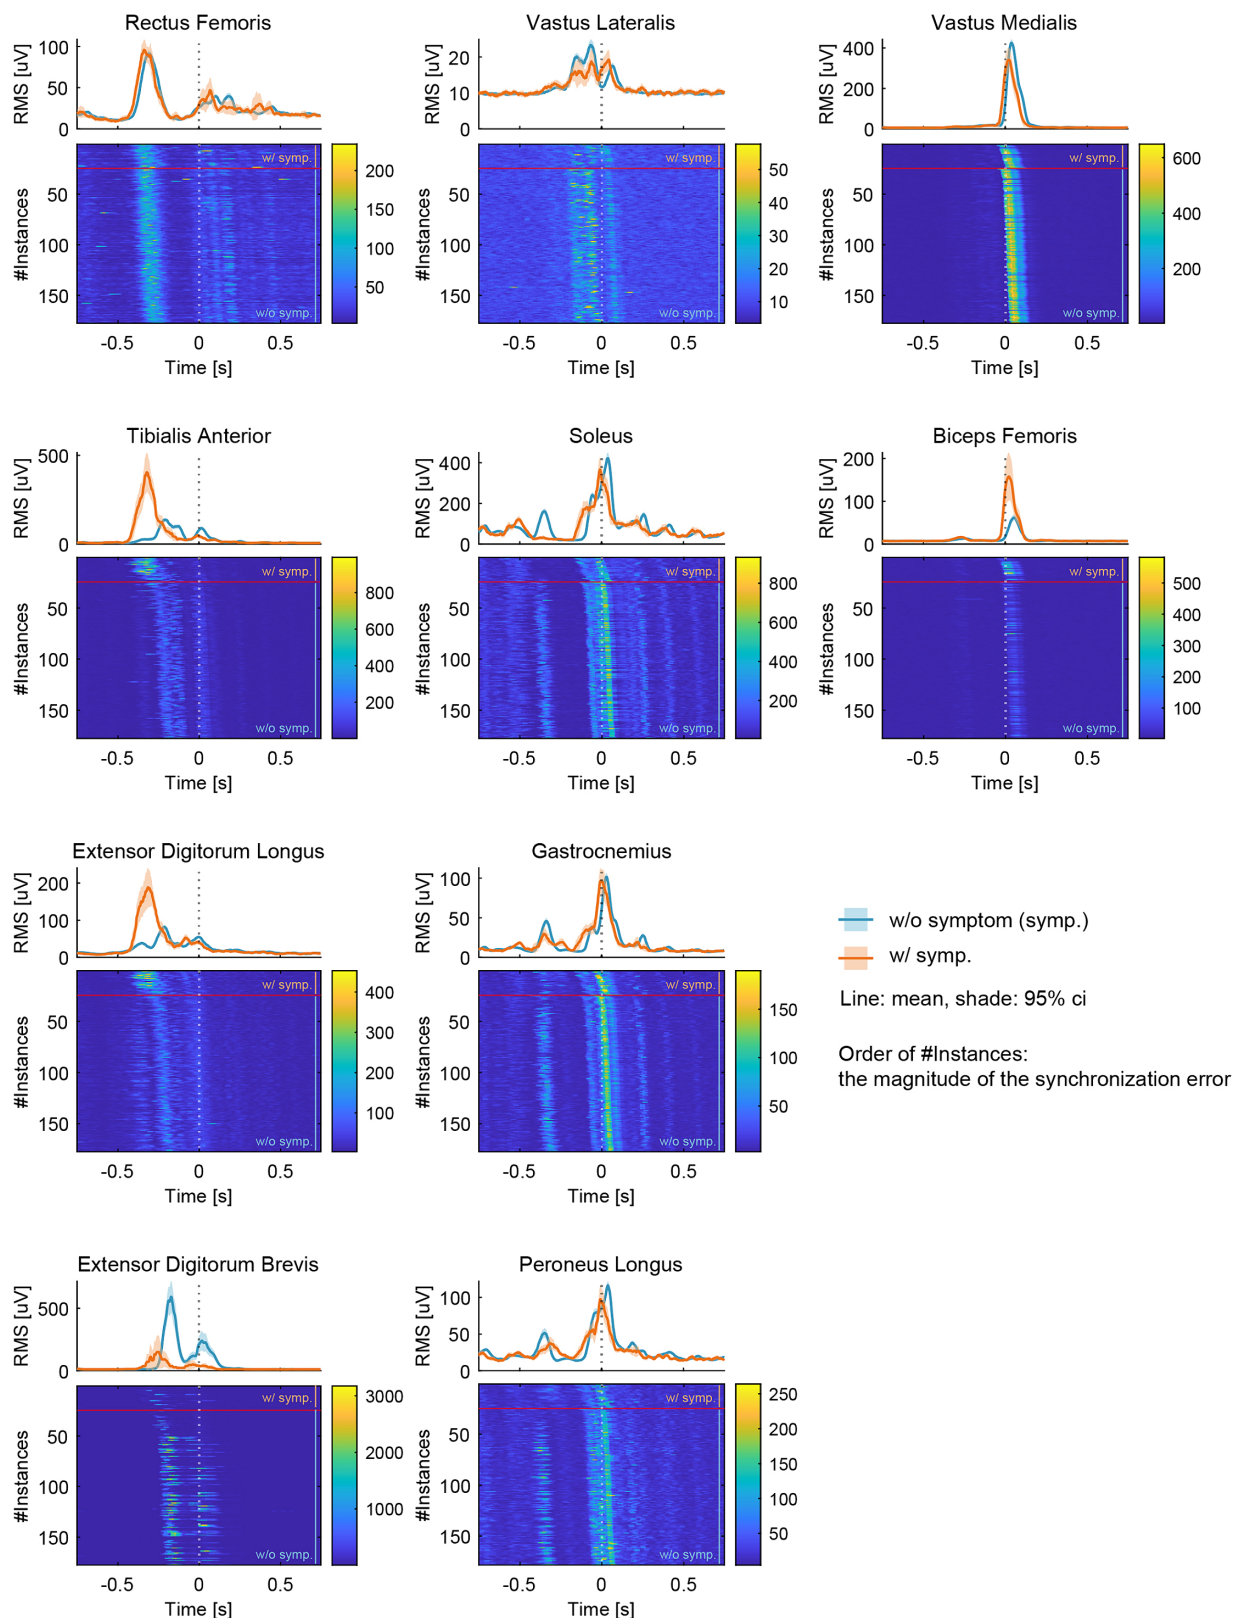 Rectus Femoris
RMS [uV]
100
50
0
#Instances
50
100
150
w/ symp.
w/o symp.
200
150
100
50
-0.5
0
0.5
Time [s]
Vastus Lateralis
RMS [uV]
20
10
0
#Instances
50
100
150
w/ symp.
w/o symp.
50
40
30
20
10
-0.5
0
0.5
Time [s]
Vastus Medialis
RMS [uV]
400
200
0
#Instances
50
100
150
w/ symp.
w/o symp.
600
400
200
-0.5
0
0.5
Time [s]
Tibialis Anterior
RMS [uV]
500
0
#Instances
50
100
150
w/ symp.
w/o symp.
800
600
400
200
-0.5
0
0.5
Time [s]
Soleus
RMS [uV]
400
200
0
#Instances
50
100
150
w/ symp.
w/o symp.
800
600
400
200
-0.5
0
0.5
Time [s]
Biceps Femoris
RMS [uV]
200
100
0
#Instances
50
100
150
w/ symp.
w/o symp.
500
400
300
200
100
-0.5
0
0.5
Time [s]
Extensor Digitorum Longus
RMS [uV]
200
100
0
#Instances
50
100
150
w/ symp.
w/o symp.
400
300
200
100
-0.5
0
0.5
Time [s]
Gastrocnemius
RMS [uV]
100
50
0
#Instances
50
100
150
w/ symp.
w/o symp.
150
100
50
-0.5
0
0.5
Time [s]
w/o symptom (symp.)
w/ symp.
Line: mean, shade: 95% ci
Order of #Instances:
the magnitude of the synchronization error
Extensor Digitorum Brevis
RMS [uV]
500
0
#Instances
50
100
150
w/ symp.
w/o symp.
3000
2000
1000
-0.5
0
0.5
Time [s]
Peroneus Longus
RMS [uV]
100
50
0
#Instances
50
100
150
w/ symp.
w/o symp.
250
200
150
100
50
-0.5
0
0.5
Time [s]